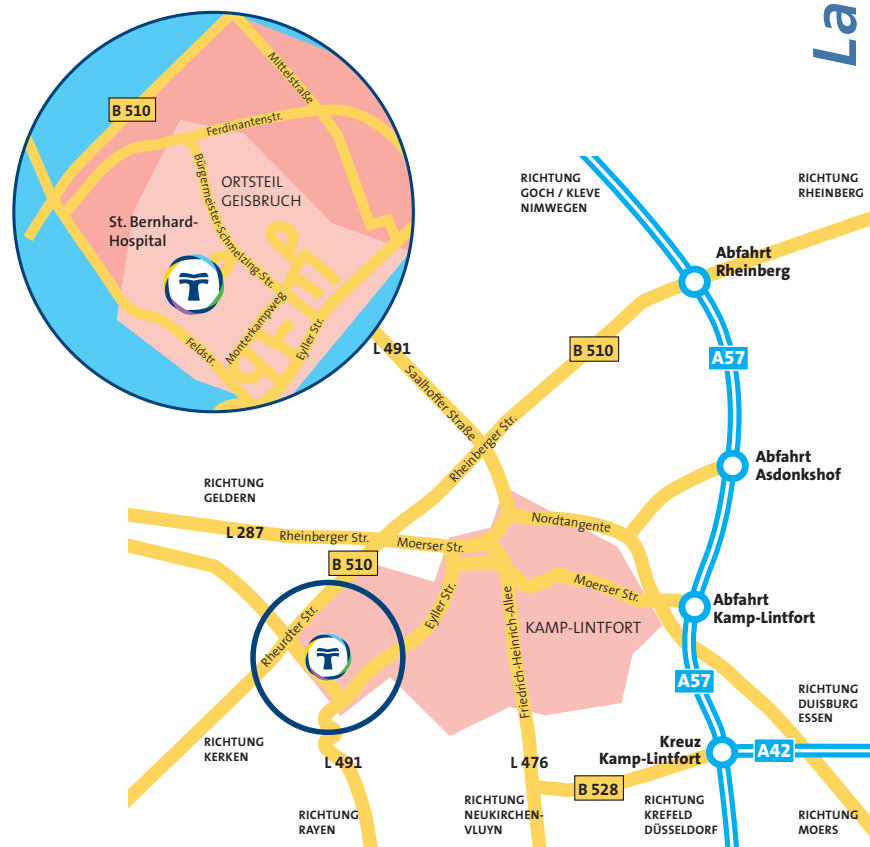 La
Mittelstraße
B 510
Ferdinantenstr.
Bürgermeister-Schmelzing-Str.
ORTSTEIL
GEISBRUCH
St. Bernhard-
Hospital
Monterkampweg
Feldstr.
Eyller Str.
RICHTUNG
GOCH / KLEVE
NIMWEGEN
RICHTUNG
RHEINBERG
Abfahrt
Rheinberg
L 491
B 510
A57
Saalhoffer Straße
Rheinberger Str.
Abfahrt
Asdonkshof
RICHTUNG
GELDERN
L 287
Rheinberger Str.
Moerser Str.
Nordtangente
B 510
Moerser Str.
Abfahrt
Kamp-Lintfort
Eyller Str.
Friedrich-Heinrich-Allee
KAMP-LINTFORT
Rheurdter Str.
A57
RICHTUNG
DUISBURG
ESSEN
RICHTUNG
KERKEN
Kreuz
Kamp-Lintfort
A42
L 491
L 476
B 528
RICHTUNG
RAYEN
RICHTUNG
NEUKIRCHEN-
VLUYN
RICHTUNG
KREFELD
DÜSSELDORF
RICHTUNG
MOERS